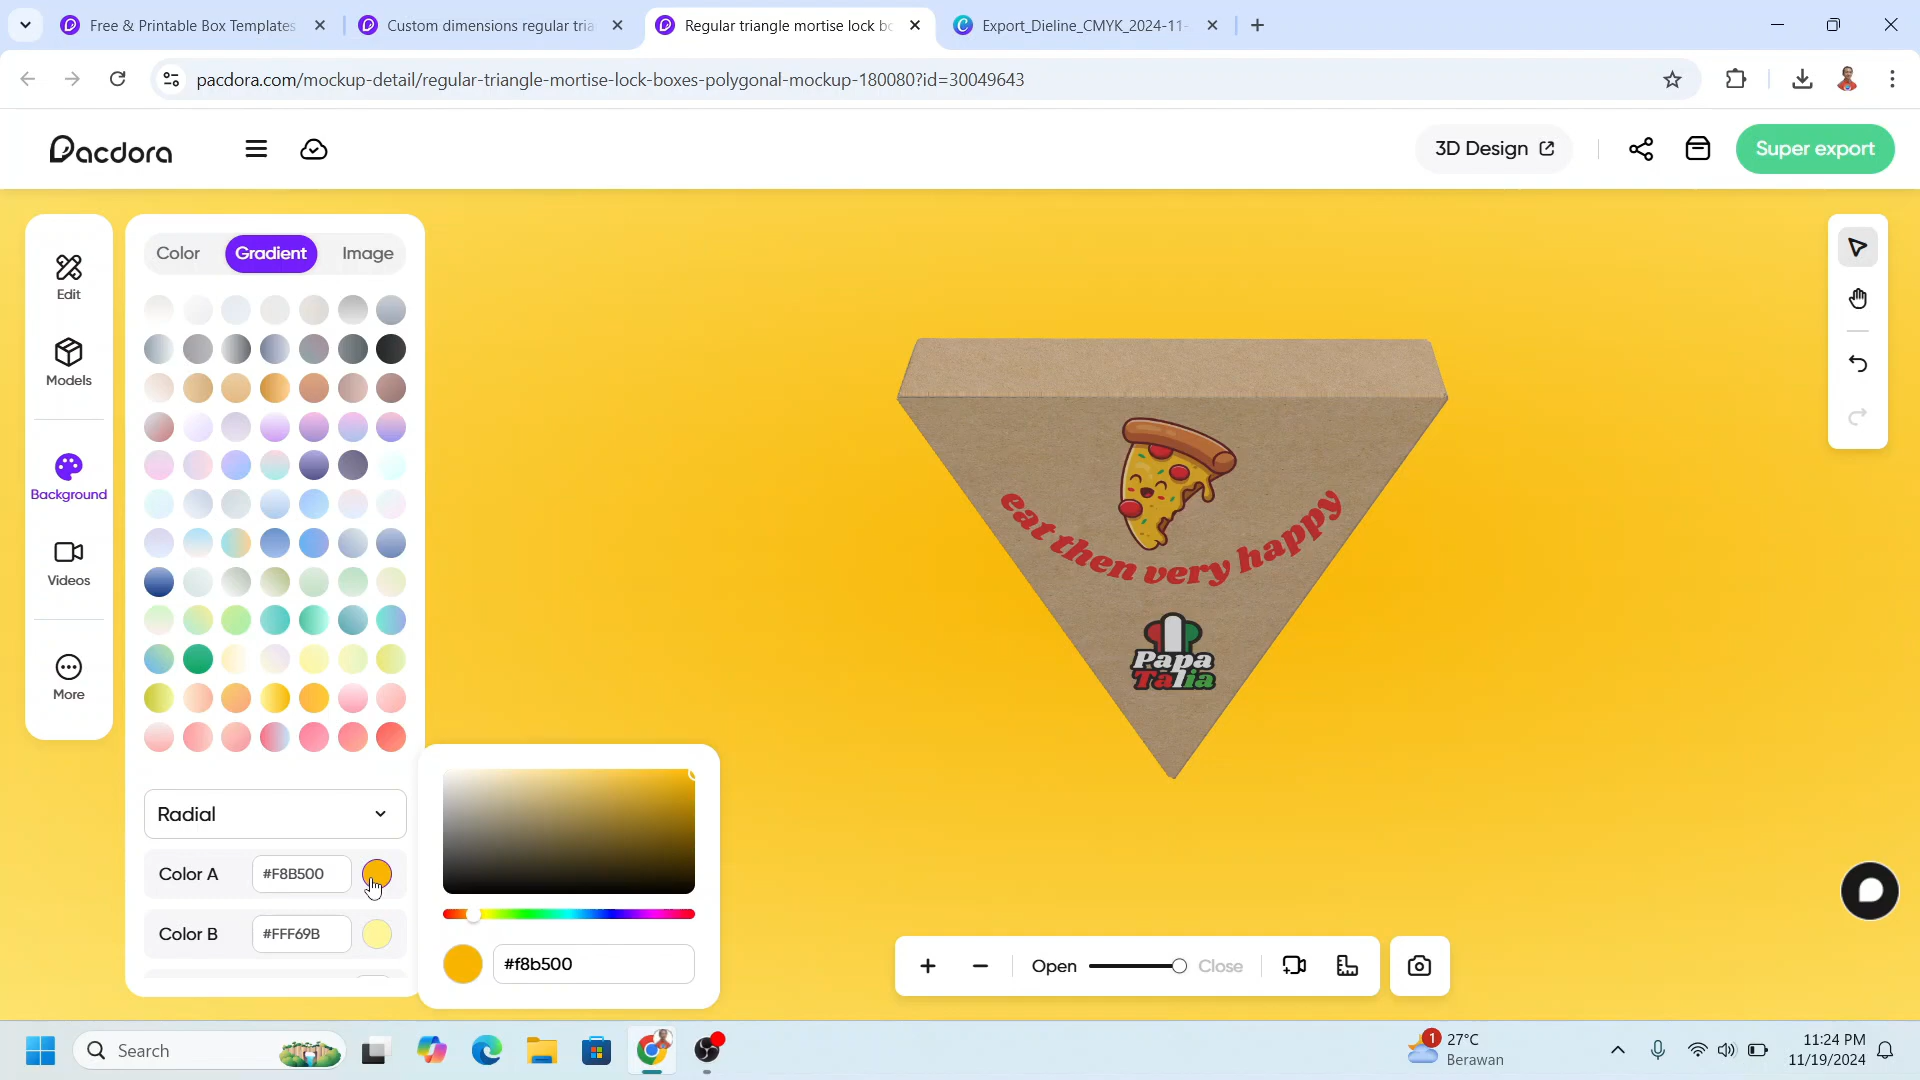 Free & Printable Box Templates
Custom dimensions regular tria
Regular triangle mortise lock bo
Export_Dieline_CMYK_2024-11-
pacdora.com/mockup-detail/regular-triangle-mortise-lock-boxes-polygonal-mockup-180080?id=30049643
Pacdora
3D Design
Super export
Edit
Models
Background
Videos
More
Color
Gradient
Image
Radial
Color A
#F8B500
Color B
#FFF69B
#f8b500
eat then very happy
Papa
Talia
Open
Close
Search
1
27°C
Berawan
11:24 PM
11/19/2024